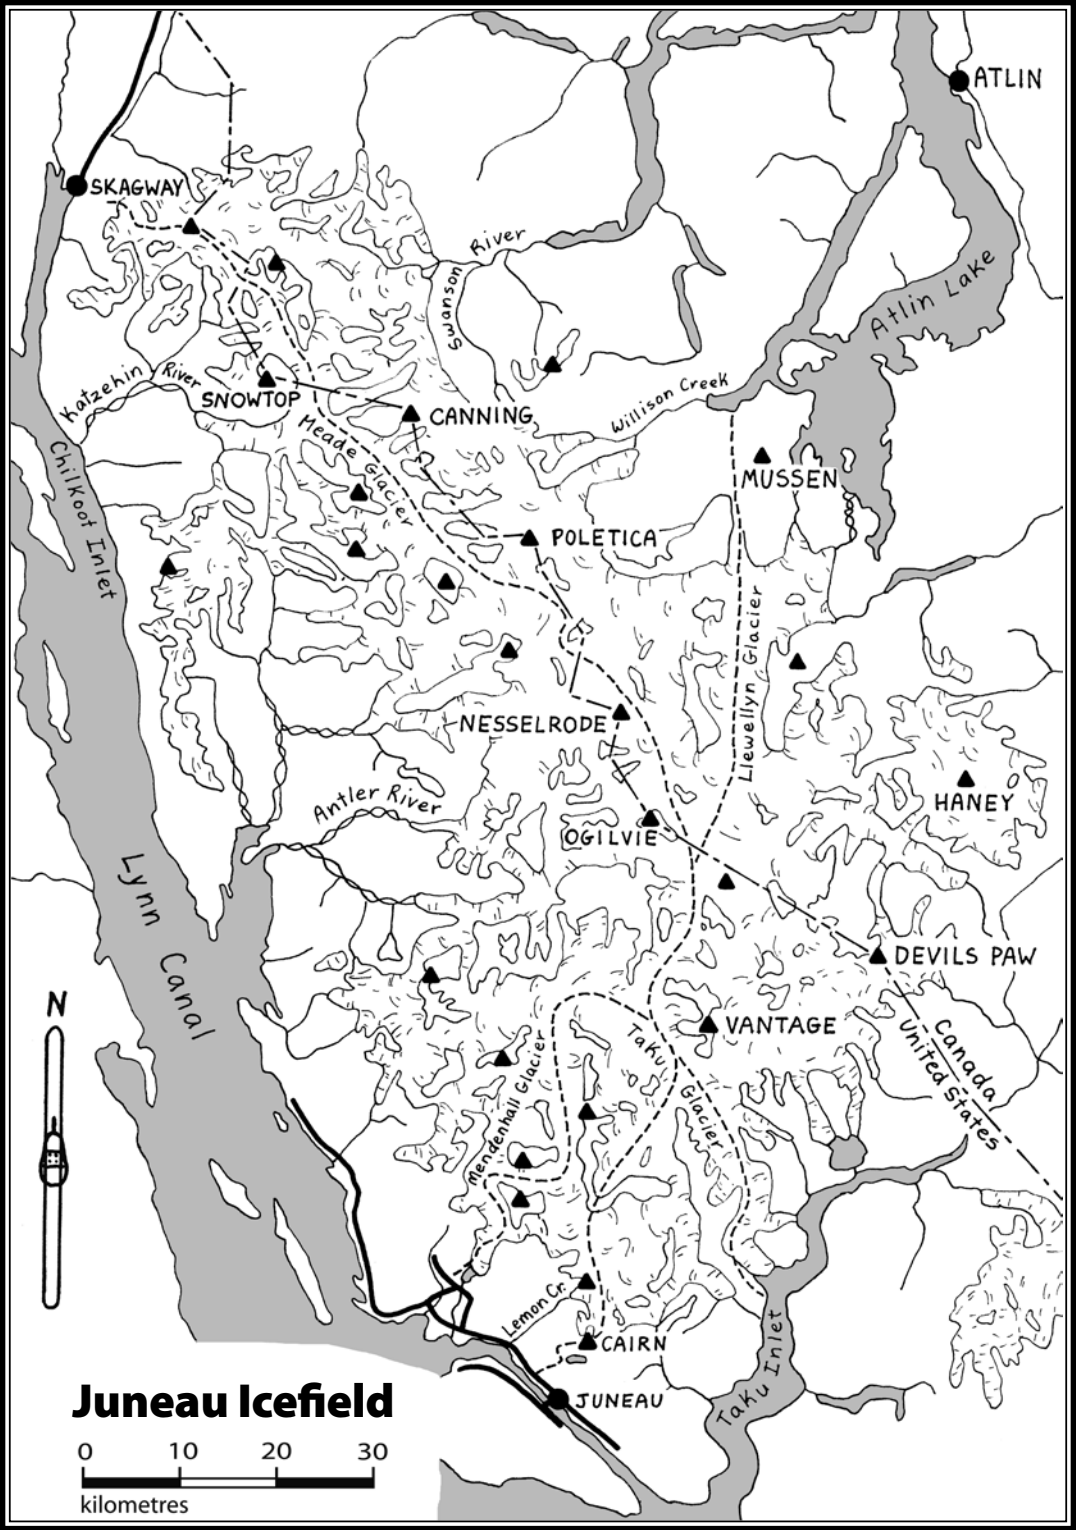 ATLIN
SKAGWAY
Swanson
River
Atlin Lake
Katzehin
River
SNOWTOP
CANNING
Willison Creek
Meade Glacier
Chilkoot Inlet
MUSSEN
POLETICA
Llewellyn Glacier
NESSELRODE
HANEY
Antler River
OGILVIE
Lynn Canal
DEVILS PAW
N
VANTAGE
Canada
United States
Taku Glacier
Mendenhall Glacier
Lemon Cr.
CAIRN
Taku Inlet
JUNEAU
Juneau Icefield
0 10 20 30
kilometres